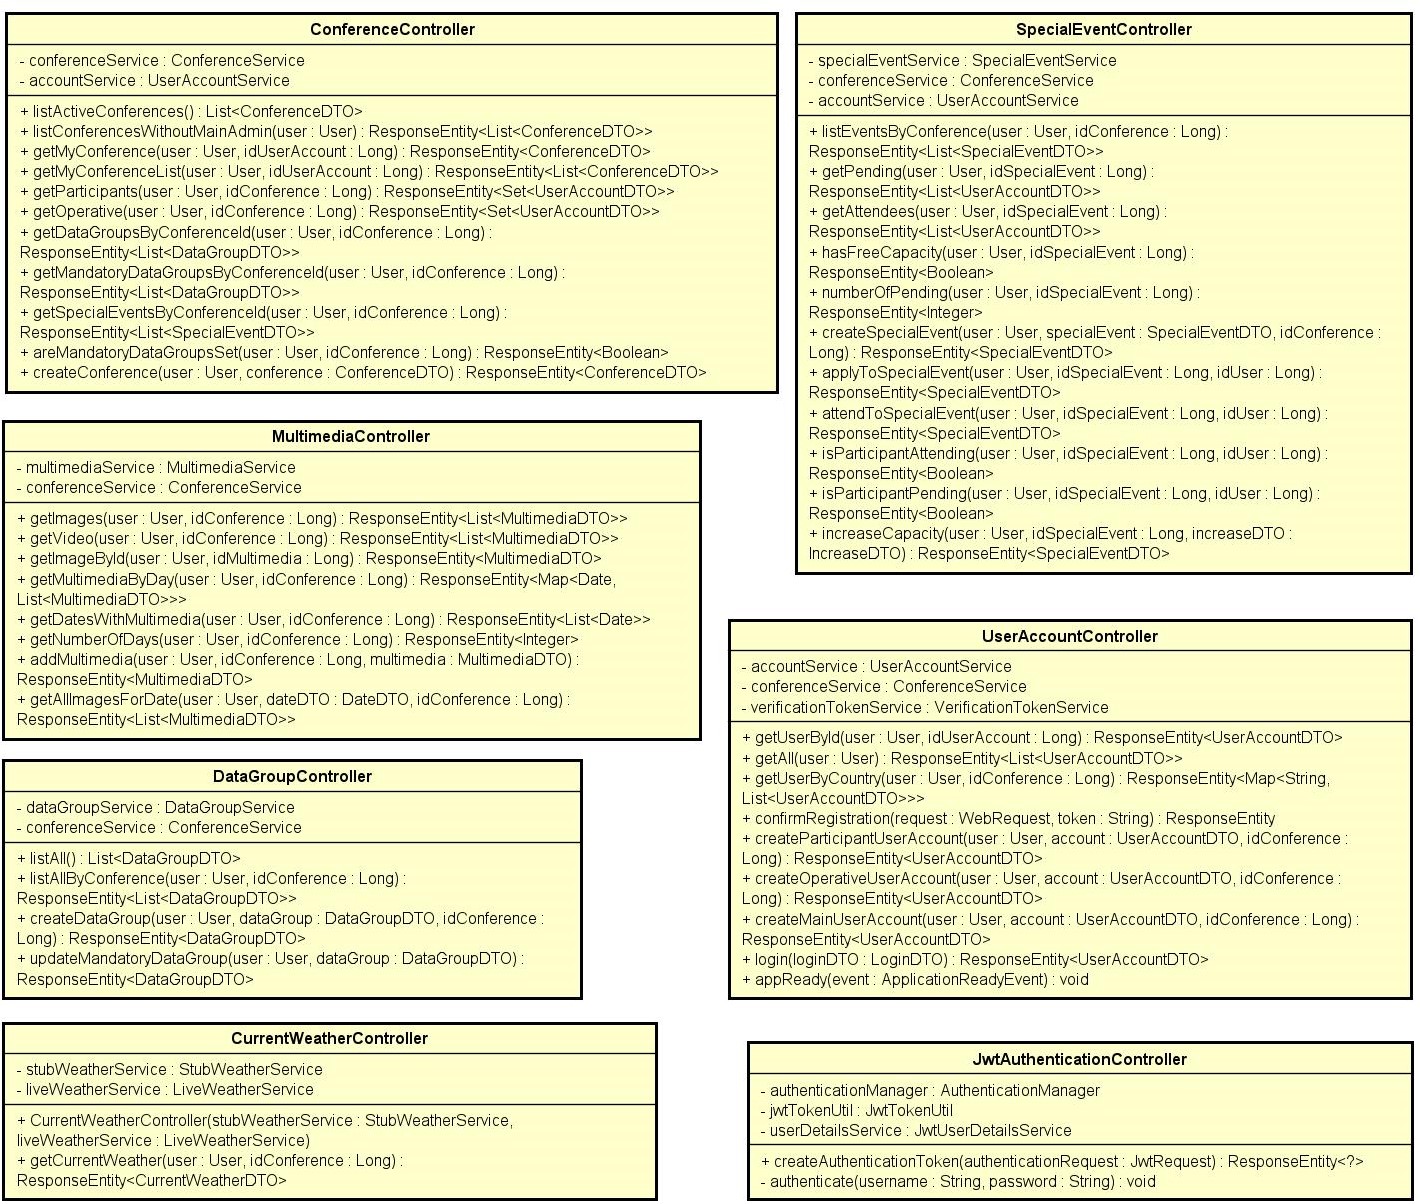 ConferenceController
- conferenceService : ConferenceService
- accountService : UserAccountService
+ listActiveConferences() : List<ConferenceDTO>
+ listConferencesWithoutMainAdmin(user : User) : ResponseEntity<List<ConferenceDTO>>
+ getMyConference(user : User, idUserAccount : Long) : ResponseEntity<ConferenceDTO>
+ getMyConferenceList(user : User, idUserAccount : Long) : ResponseEntity<List<ConferenceDTO>>
+ getParticipants(user : User, idConference : Long) : ResponseEntity<Set<UserAccountDTO>>
+ getOperative(user : User, idConference : Long) : ResponseEntity<Set<UserAccountDTO>>
+ getDataGroupsByConferenceId(user : User, idConference : Long) :
ResponseEntity<List<DataGroupDTO>>
+ getMandatoryDataGroupsByConferenceId(user : User, idConference : Long) :
ResponseEntity<List<DataGroupDTO>>
+ getSpecialEventsByConferenceId(user : User, idConference : Long) :
ResponseEntity<List<SpecialEventDTO>>
+ areMandatoryDataGroupsSet(user : User, idConference : Long) : ResponseEntity<Boolean>
+ createConference(user : User, conference : ConferenceDTO) : ResponseEntity<ConferenceDTO>
SpecialEventController
- specialEventService : SpecialEventService
- conferenceService : ConferenceService
- accountService : UserAccountService
+ listEventsByConference(user : User, idConference : Long) :
ResponseEntity<List<SpecialEventDTO>>
+ getPending(user : User, idSpecialEvent : Long) :
ResponseEntity<List<UserAccountDTO>>
+ getAttendees(user : User, idSpecialEvent : Long) :
ResponseEntity<List<UserAccountDTO>>
+ hasFreeCapacity(user : User, idSpecialEvent : Long) :
ResponseEntity<Boolean>
+ numberOfPending(user : User, idSpecialEvent : Long) :
ResponseEntity<Integer>
+ createSpecialEvent(user : User, specialEvent : SpecialEventDTO, idConference :
Long) : ResponseEntity<SpecialEventDTO>
+ applyToSpecialEvent(user : User, idSpecialEvent : Long, idUser : Long) :
ResponseEntity<SpecialEventDTO>
+ attendToSpecialEvent(user : User, idSpecialEvent : Long, idUser : Long) :
ResponseEntity<SpecialEventDTO>
+ isParticipantAttending(user : User, idSpecialEvent : Long, idUser : Long) :
ResponseEntity<Boolean>
+ isParticipantPending(user : User, idSpecialEvent : Long, idUser : Long) :
ResponseEntity<Boolean>
+ increaseCapacity(user : User, idSpecialEvent : Long, increaseDTO :
IncreaseDTO) : ResponseEntity<SpecialEventDTO>
MultimediaController
- multimediaService : MultimediaService
- conferenceService : ConferenceService
+ getImages(user : User, idConference : Long) : ResponseEntity<List<MultimediaDTO>>
+ getVideo(user : User, idConference : Long) : ResponseEntity<List<MultimediaDTO>>
+ getImageById(user : User, idMultimedia : Long) : ResponseEntity<MultimediaDTO>
+ getMultimediaByDay(user : User, idConference : Long) : ResponseEntity<Map<Date,
List<MultimediaDTO>>>
+ getDatesWithMultimedia(user : User, idConference : Long) : ResponseEntity<List<Date>>
+ getNumberOfDays(user : User, idConference : Long) : ResponseEntity<Integer>
+ addMultimedia(user : User, idConference : Long, multimedia : MultimediaDTO) :
ResponseEntity<MultimediaDTO>
+ getAllImagesForDate(user : User, dateDTO : DateDTO, idConference : Long) :
ResponseEntity<List<MultimediaDTO>>
UserAccountController
- accountService : UserAccountService
- conferenceService : ConferenceService
- verificationTokenService : VerificationTokenService
+ getUserById(user : User, idUserAccount : Long) : ResponseEntity<UserAccountDTO>
+ getAll(user : User) : ResponseEntity<List<UserAccountDTO>>
+ getUserByCountry(user : User, idConference : Long) : ResponseEntity<Map<String,
List<UserAccountDTO>>>
+ confirmRegistration(request : WebRequest, token : String) : ResponseEntity
+ createParticipantUserAccount(user : User, account : UserAccountDTO, idConference :
Long) : ResponseEntity<UserAccountDTO>
+ createOperativeUserAccount(user : User, account : UserAccountDTO, idConference :
Long) : ResponseEntity<UserAccountDTO>
+ createMainUserAccount(user : User, account : UserAccountDTO, idConference : Long) :
ResponseEntity<UserAccountDTO>
+ login(loginDTO : LoginDTO) : ResponseEntity<UserAccountDTO>
+ appReady(event : ApplicationReadyEvent) : void
DataGroupController
- dataGroupService : DataGroupService
- conferenceService : ConferenceService
+ listAll() : List<DataGroupDTO>
+ listAllByConference(user : User, idConference : Long) :
ResponseEntity<List<DataGroupDTO>>
+ createDataGroup(user : User, dataGroup : DataGroupDTO, idConference :
Long) : ResponseEntity<DataGroupDTO>
+ updateMandatoryDataGroup(user : User, dataGroup : DataGroupDTO) :
ResponseEntity<DataGroupDTO>
CurrentWeatherController
- stubWeatherService : StubWeatherService
- liveWeatherService : LiveWeatherService
+ CurrentWeatherController(stubWeatherService : StubWeatherService,
liveWeatherService : LiveWeatherService)
+ getCurrentWeather(user : User, idConference : Long) :
ResponseEntity<CurrentWeatherDTO>
JwtAuthenticationController
- authenticationManager : AuthenticationManager
- jwtTokenUtil : JwtTokenUtil
- userDetailsService : JwtUserDetailsService
+ createAuthenticationToken(authenticationRequest : JwtRequest) : ResponseEntity<?>
- authenticate(username : String, password : String) : void